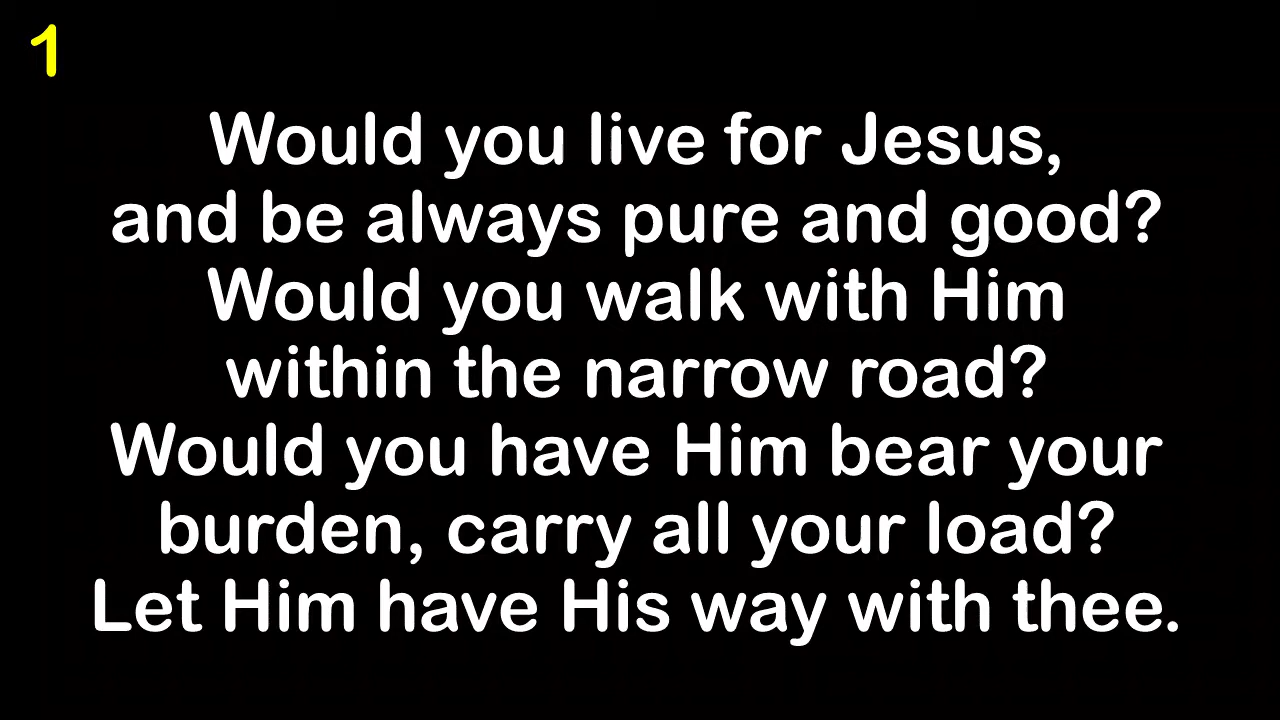 1
Would you live for Jesus,
and be always pure and good?
Would you walk with Him
within the narrow road?
Would you have Him bear your
burden, carry all your load?
Let Him have His way with thee.